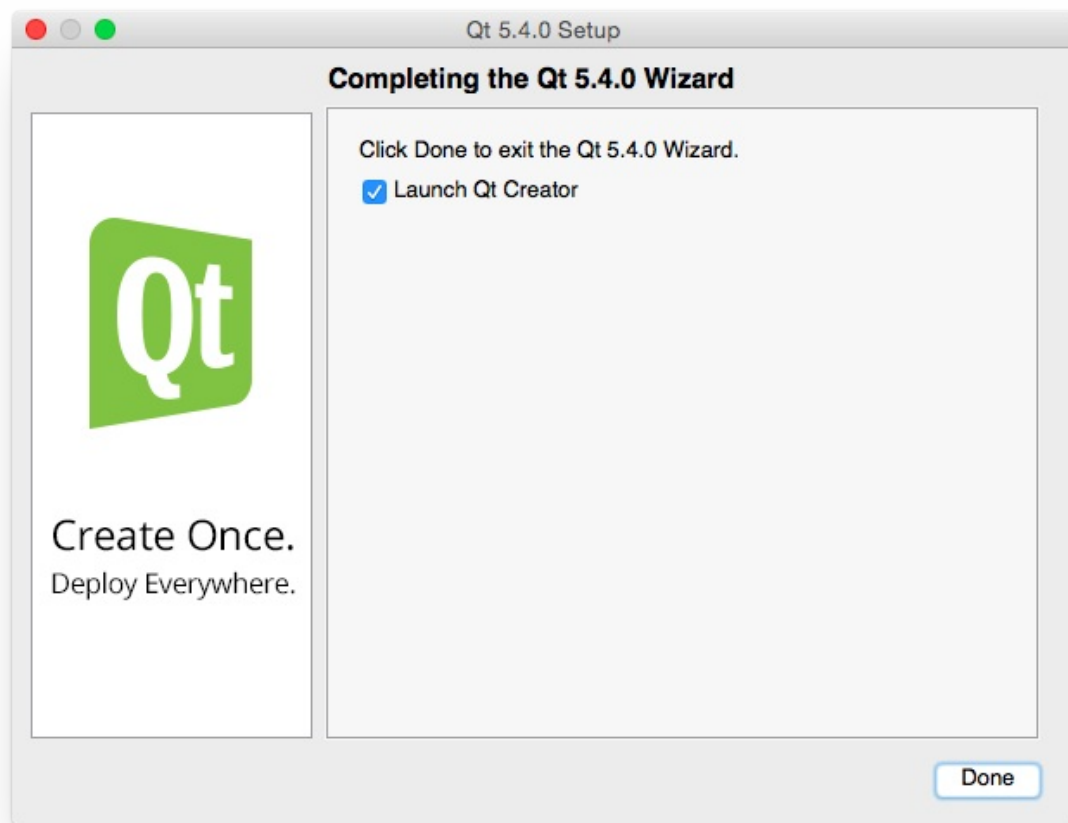 Qt 5.4.0 Setup
Completing the Qt 5.4.0 Wizard
Click Done to exit the Qt 5.4.0 Wizard.
Launch Qt Creator
Qt
Create Once.
Deploy Everywhere.
Done